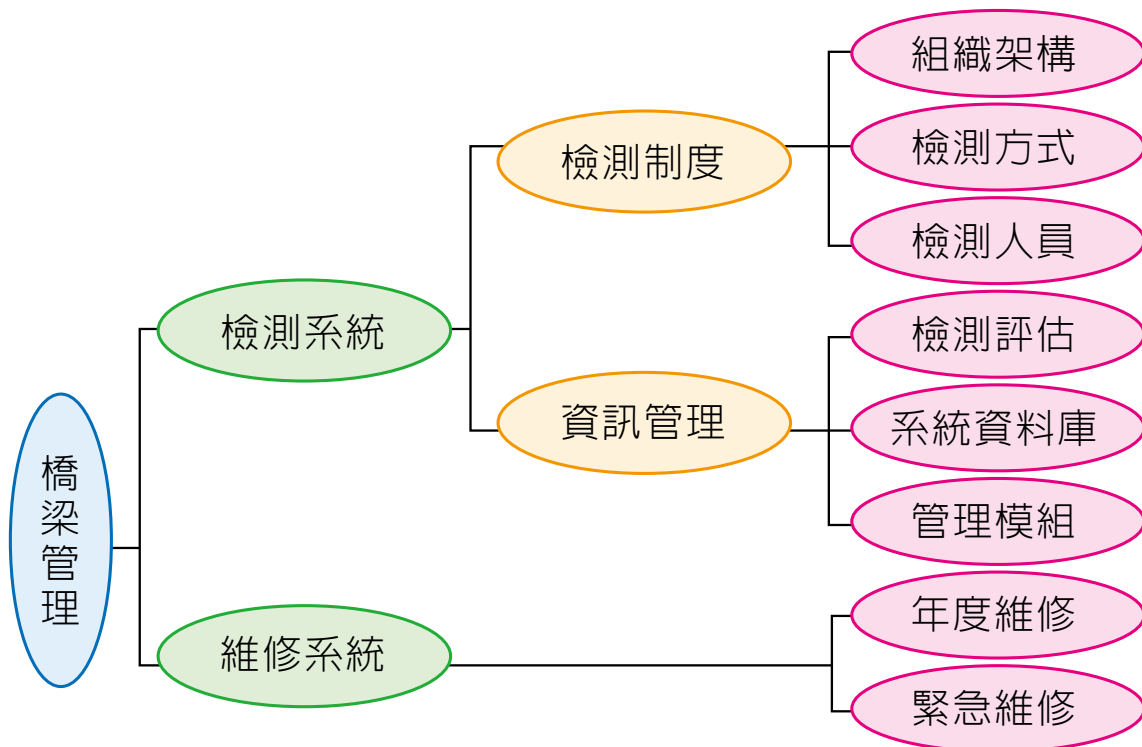 組織架構
檢測方式
檢測制度
檢測人員
檢測系統
檢測評估
資訊管理
系統資料庫
橋梁管理
管理模組
年度維修
維修系統
緊急維修